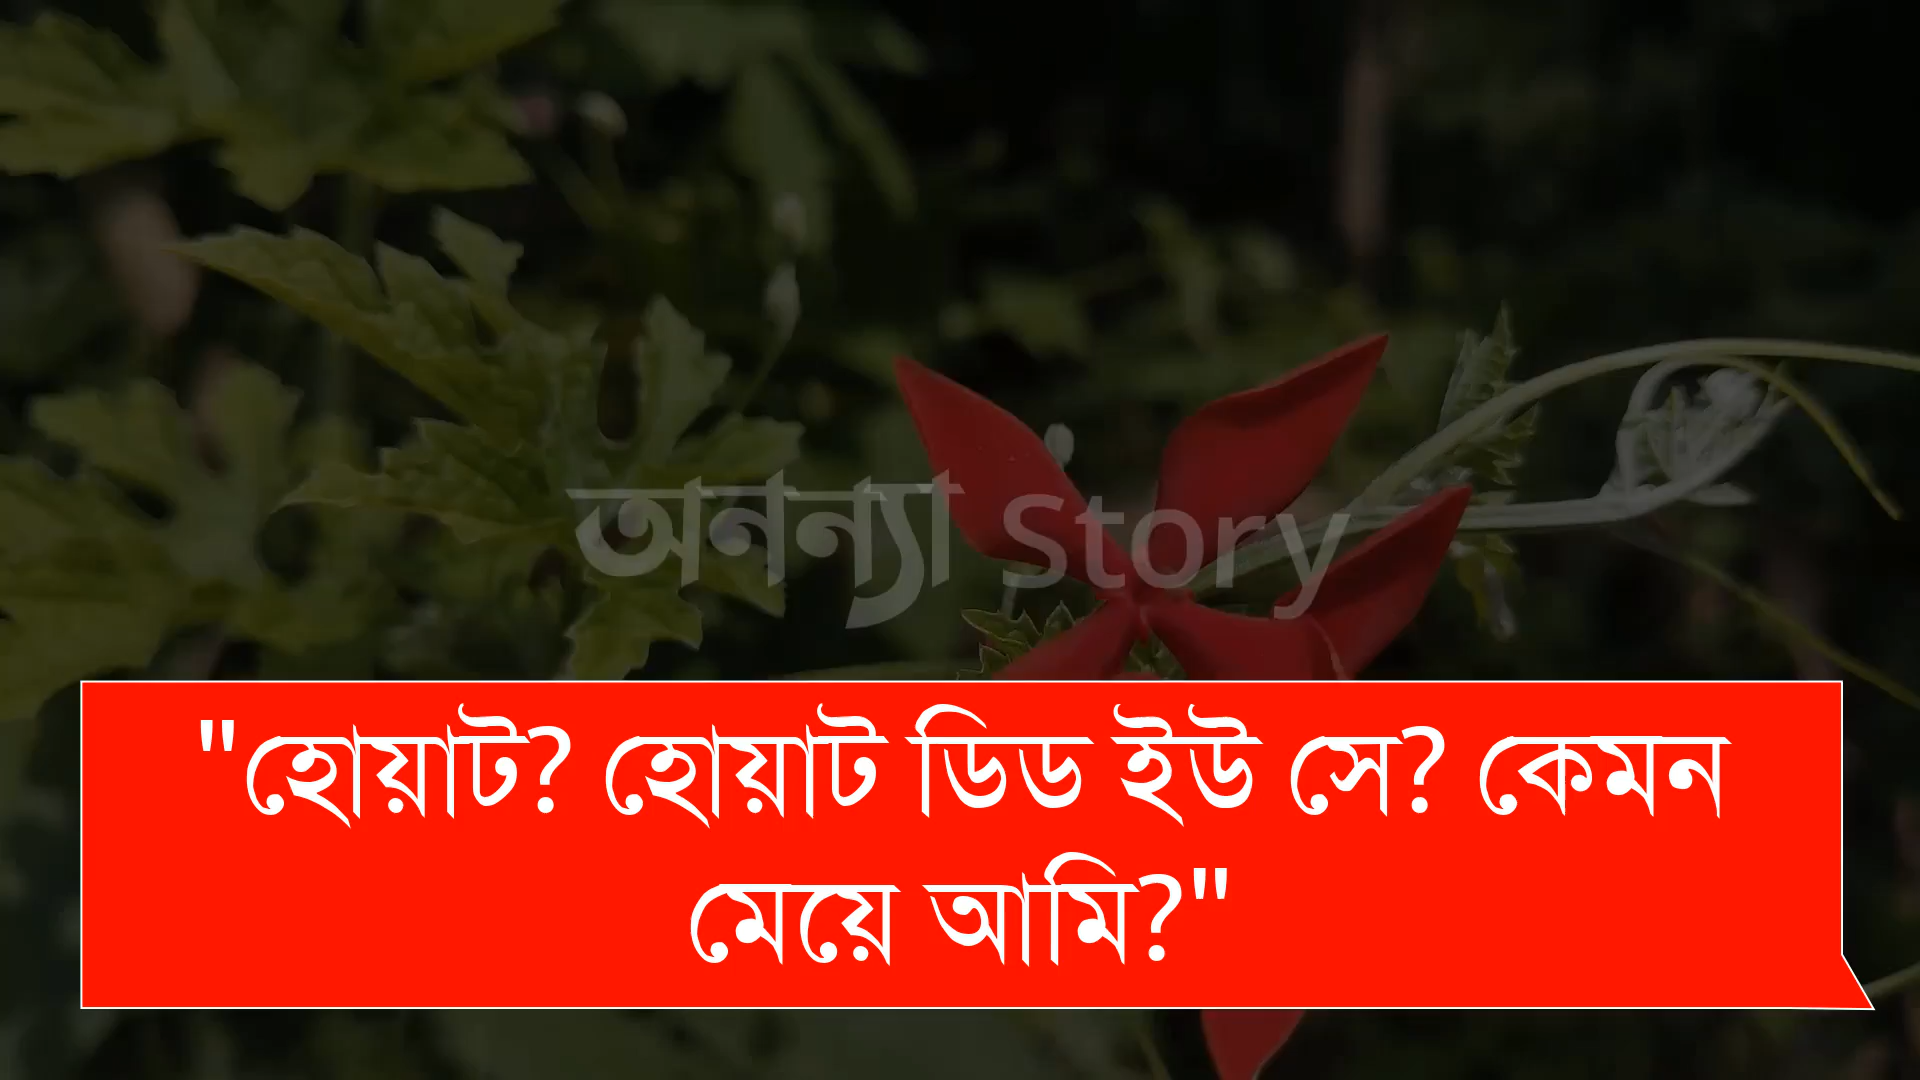 অনন্যা Story
"হোয়াট? হোয়াট ডিড ইউ সে? কেমন
মেয়ে আমি?"